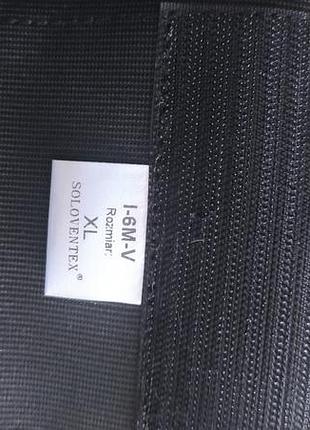 I-6M-V
Rozmiar:
XL
SOLOVENTEX®